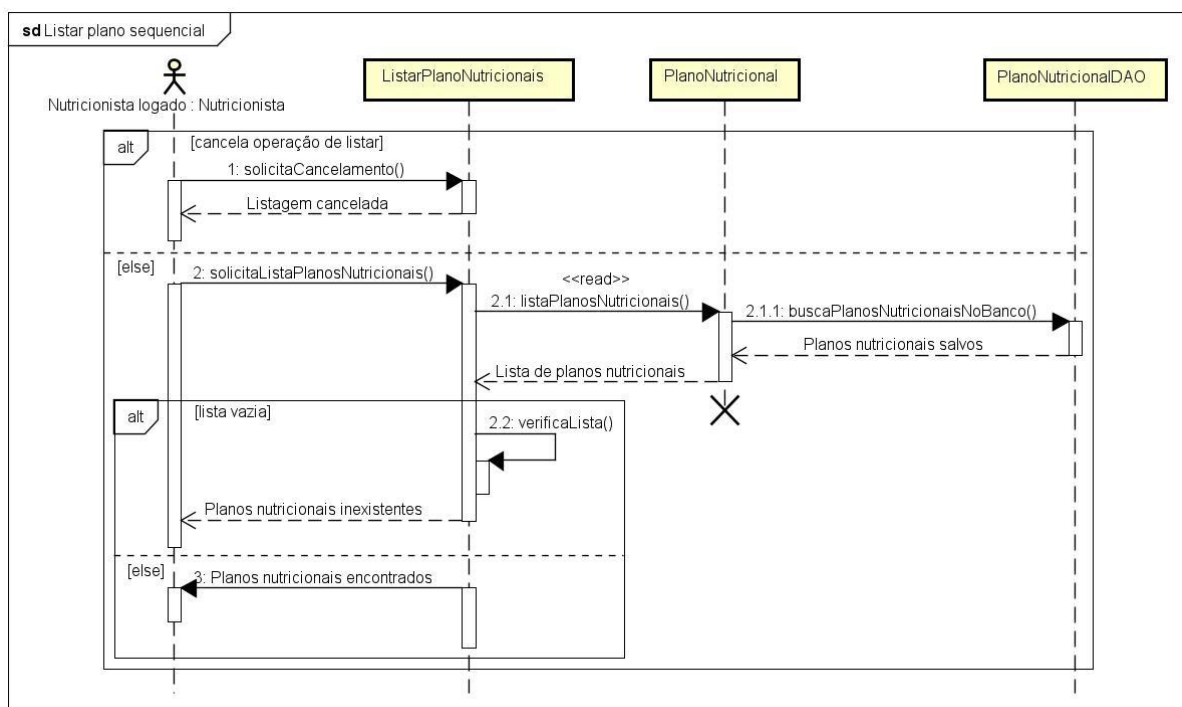 sd Listar plano sequencial
ListarPlanoNutricionais
PlanoNutricional
PlanoNutricionalDAO
Nutricionista logado : Nutricionista
alt
[cancela operação de listar]
1: solicitaCancelamento()
Listagem cancelada
[else]
2: solicitaListaPlanosNutricionais()
<<read>>
2.1: listaPlanosNutricionais()
2.1.1: buscaPlanosNutricionaisNoBanco()
Planos nutricionais salvos
Lista de planos nutricionais
alt
[lista vazia]
2.2: verificaLista()
Planos nutricionais inexistentes
[else]
3: Planos nutricionais encontrados